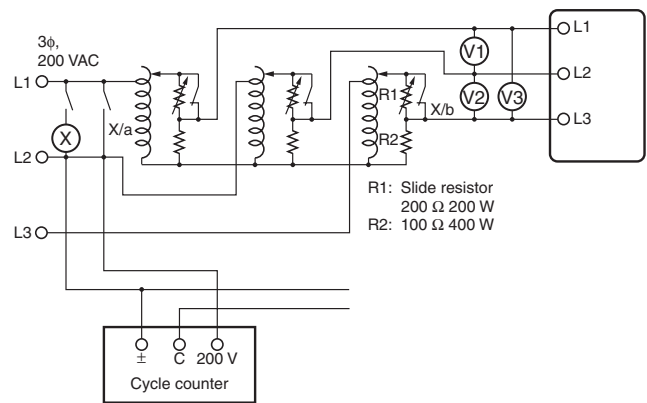 3ϕ,
200 VAC
L1
L2
L3
X
X/a
R1
R2
X/b
V1
V2
V3
L1
L2
L3
R1: Slide resistor
200 Ω 200 W
R2: 100 Ω 400 W
± C 200 V
Cycle counter